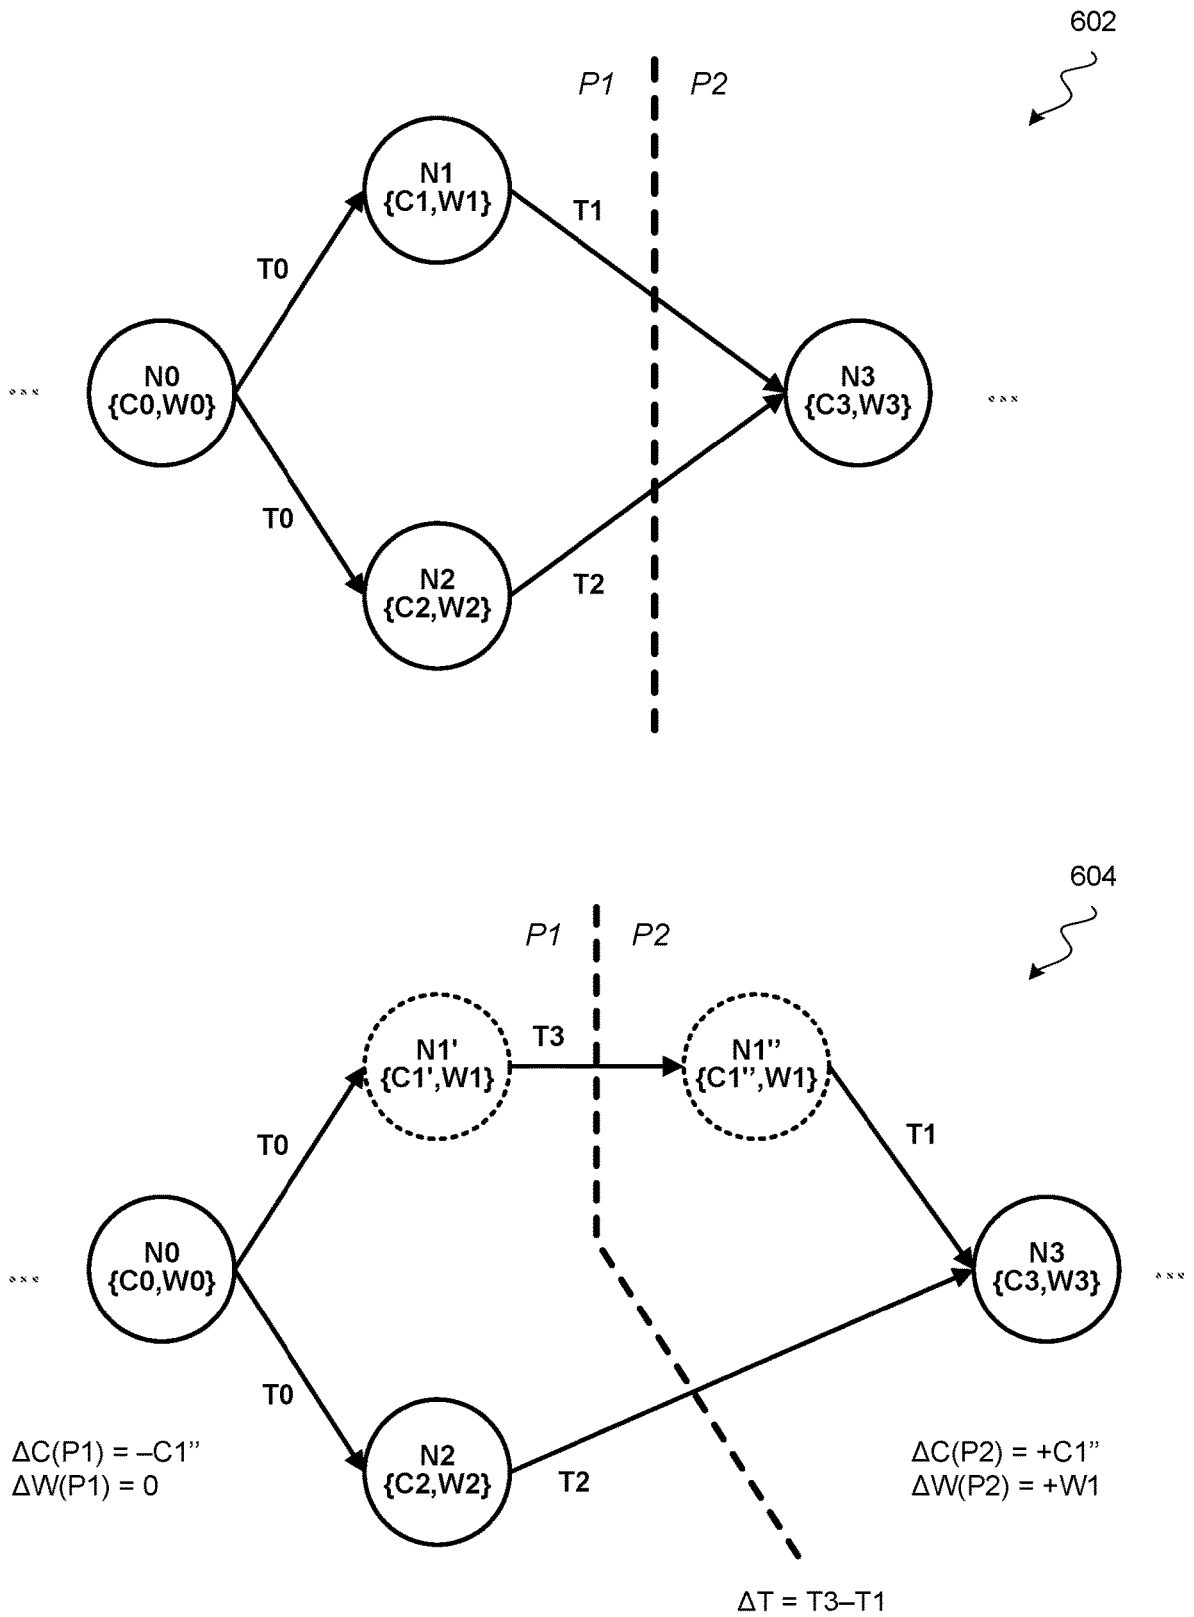 602
P1 P2
N1
{C1,W1}
T1
T0
N0
{C0,W0}
N3
{C3,W3}
T0
N2
{C2,W2}
T2
604
P1 P2
T3
N1'
{C1',W1}
N1''
{C1'',W1}
T1
T0
N0
{C0,W0}
N3
{C3,W3}
T0
N2
{C2,W2}
T2
ΔC(P1) = –C1''
ΔW(P1) = 0
ΔC(P2) = +C1''
ΔW(P2) = +W1
ΔT = T3–T1